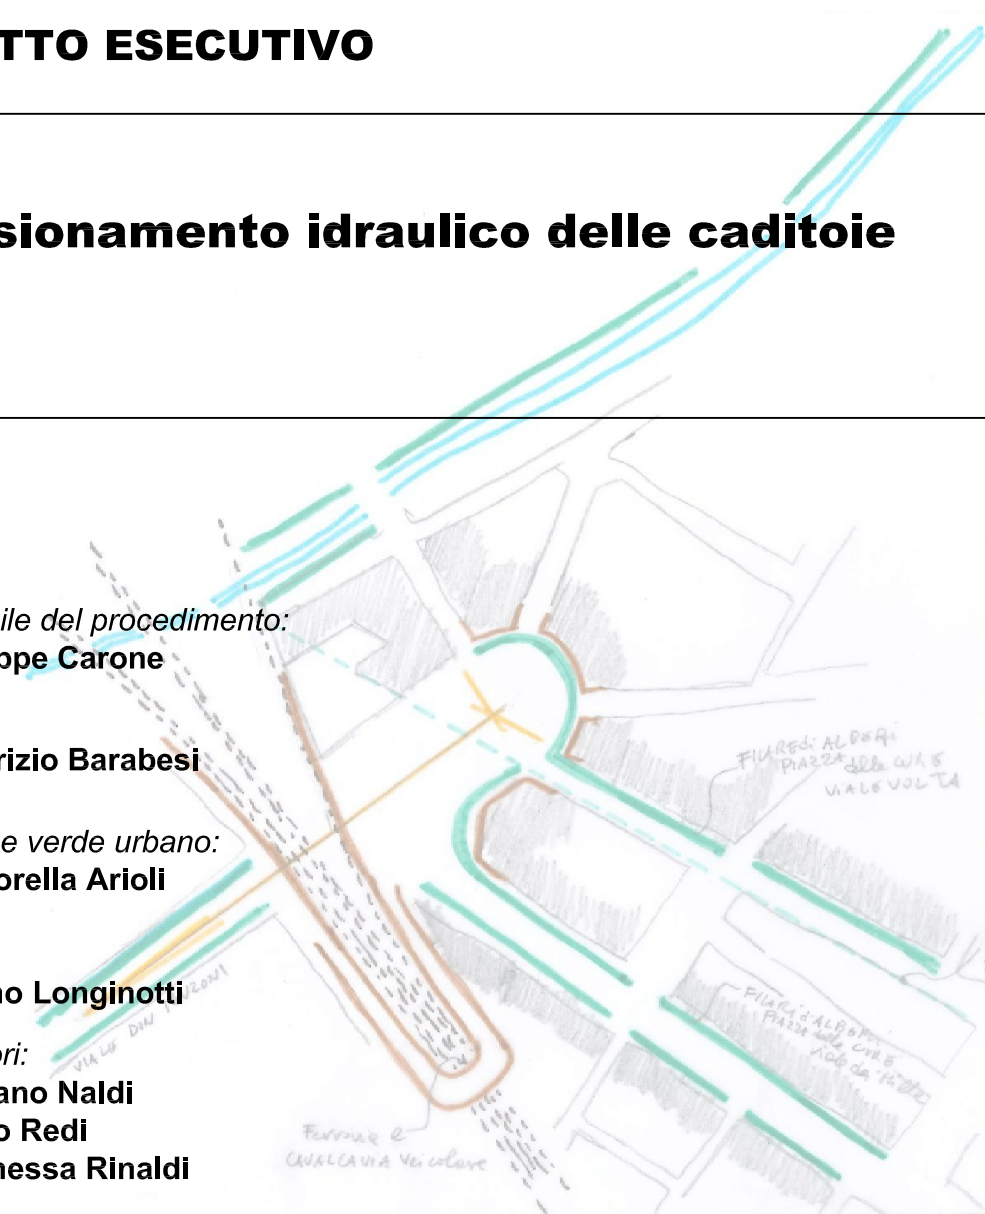 TTO ESECUTIVO
sionamento idraulico delle caditoie
ile del procedimento:
ppe Carone
rizio Barabesi
e verde urbano:
orella Arioli
no Longinotti
ori:
ano Naldi
o Redi
nessa Rinaldi
FILARE di ALBERI
PIAZZA delle CURE
VIALE VOLTA
VIALE DON MINZONI
FILARI d'ALBERI
PIAZZA delle CURE
viale dei Mille
Ferrovia e
CAVALCAVIA veicolare